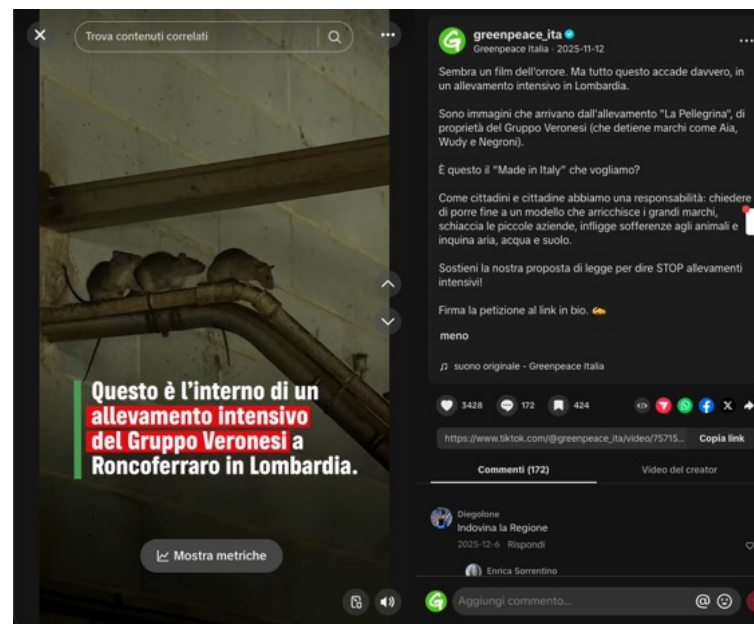 Trova contenuti correlati
Questo è l'interno di un
allevamento intensivo
del Gruppo Veronesi a
Roncoferraro in Lombardia.
Mostra metriche
greenpeace_ita
Greenpeace Italia · 2025-11-12
Sembra un film dell'orrore. Ma tutto questo accade davvero, in
un allevamento intensivo in Lombardia.
Sono immagini che arrivano dall'allevamento "La Pellegrina", di
proprietà del Gruppo Veronesi (che detiene marchi come Aia,
Wudy e Negroni).
È questo il "Made in Italy" che vogliamo?
Come cittadini e cittadine abbiamo una responsabilità: chiedere
di porre fine a un modello che arricchisce i grandi marchi,
schiaccia le piccole aziende, infligge sofferenze agli animali e
inquina aria, acqua e suolo.
Sostieni la nostra proposta di legge per dire STOP allevamenti
intensivi!
Firma la petizione al link in bio.
meno
suono originale - Greenpeace Italia
3428 172 424
https://www.tiktok.com/@greenpeace_ita/video/75715... Copia link
Commenti (172) Video del creator
Diegolone
Indovina la Regione
2025-12-6 Rispondi
Enrica Sorrentino
Aggiungi commento...